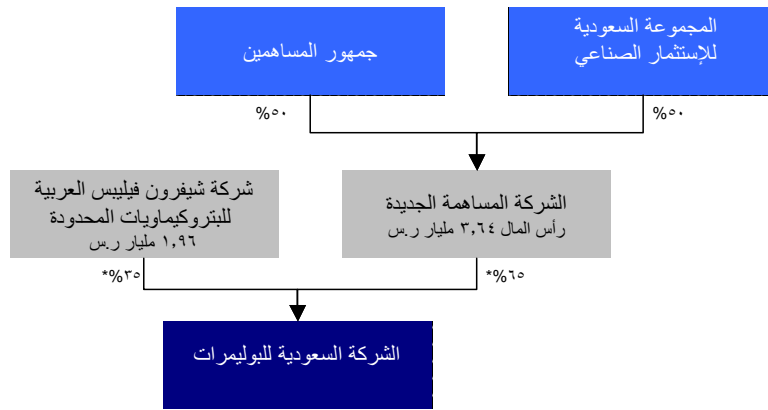 المجموعة السعودية
للإستثمار الصناعي
جمهور المساهمين
%٥٠
%٥٠
الشركة المساهمة الجديدة
رأس المال ٣,٦٤ مليار ر.س
شركة شيفرون فيليبس العربية
للبتروكيماويات المحدودة
١,٩٦ مليار ر.س
*%٦٥
*%٣٥
الشركة السعودية للبوليمرات